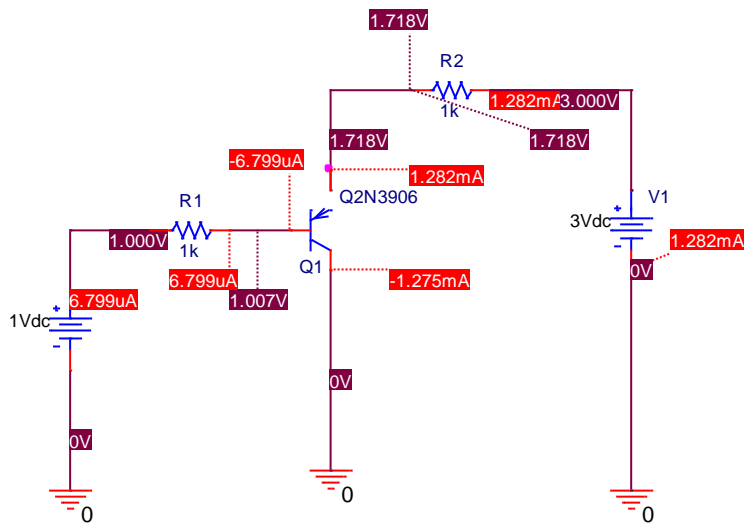 1.718V
R2
1.282mA
3.000V
1k
1.718V
1.718V
-6.799uA
1.282mA
Q2N3906
R1
V1
1.000V
3Vdc
1k
Q1
1.282mA
6.799uA
-1.275mA
0V
6.799uA
1.007V
1Vdc
0V
0V
0
0
0